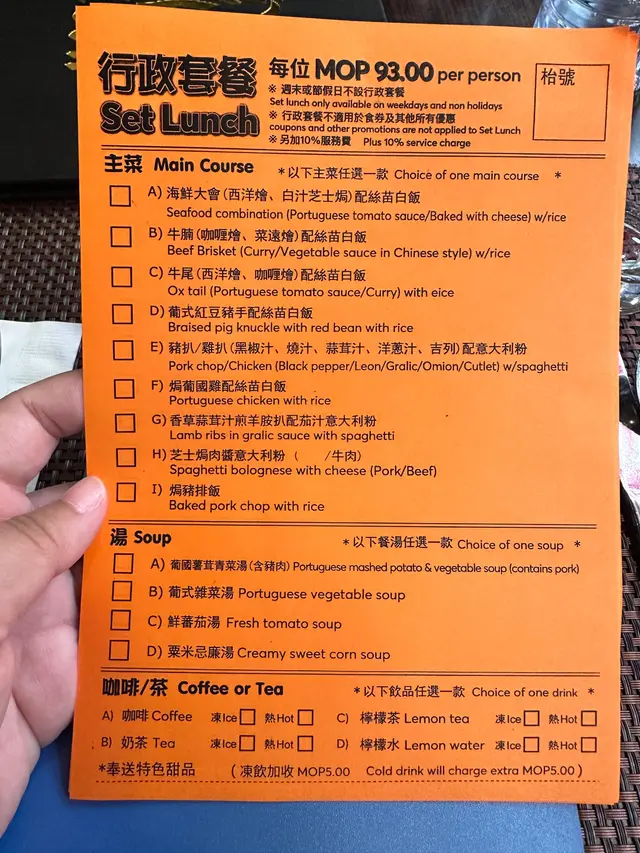 行政套餐 每位 MOP 93.00 per person
枱號
※ 週末或節假日不設行政套餐
Set Lunch
Set lunch only available on weekdays and non holidays
※ 行政套餐不適用於食券及其他所有優惠
coupons and other promotions are not applied to Set Lunch
※ 另加10%服務費 Plus 10% service charge
主菜 Main Course *以下主菜任選一款 Choice of one main course *
A) 海鮮大會(西洋燴、白汁芝士焗)配絲苗白飯
Seafood combination (Portuguese tomato sauce/Baked with cheese) w/rice
B) 牛腩(咖喱燴、菜遠燴)配絲苗白飯
Beef Brisket (Curry/Vegetable sauce in Chinese style) w/rice
C) 牛尾(西洋燴、咖喱燴)配絲苗白飯
Ox tail (Portuguese tomato sauce/Curry) with eice
D) 葡式紅豆豬手配絲苗白飯
Braised pig knuckle with red bean with rice
E) 豬扒/雞扒(黑椒汁、燒汁、蒜茸汁、洋蔥汁、吉列)配意大利粉
Pork chop/Chicken (Black pepper/Leon/Gralic/Omion/Cutlet) w/spaghetti
F) 焗葡國雞配絲苗白飯
Portuguese chicken with rice
G) 香草蒜茸汁煎羊胺扒配茄汁意大利粉
Lamb ribs in gralic sauce with spaghetti
H) 芝士焗肉醬意大利粉 ( /牛肉)
Spaghetti bolognese with cheese (Pork/Beef)
I) 焗豬排飯
Baked pork chop with rice
湯 Soup *以下餐湯任選一款 Choice of one soup *
A) 葡國薯茸青菜湯(含豬肉) Portuguese mashed potato & vegetable soup (contains pork)
B) 葡式雜菜湯 Portuguese vegetable soup
C) 鮮蕃茄湯 Fresh tomato soup
D) 粟米忌廉湯 Creamy sweet corn soup
咖啡/茶 Coffee or Tea *以下飲品任選一款 Choice of one drink *
A) 咖啡 Coffee 凍Ice 熱Hot C) 檸檬茶 Lemon tea 凍Ice 熱Hot
B) 奶茶 Tea 凍Ice 熱Hot D) 檸檬水 Lemon water 凍Ice 熱Hot
*奉送特色甜品 (凍飲加收 MOP5.00 Cold drink will charge extra MOP5.00)